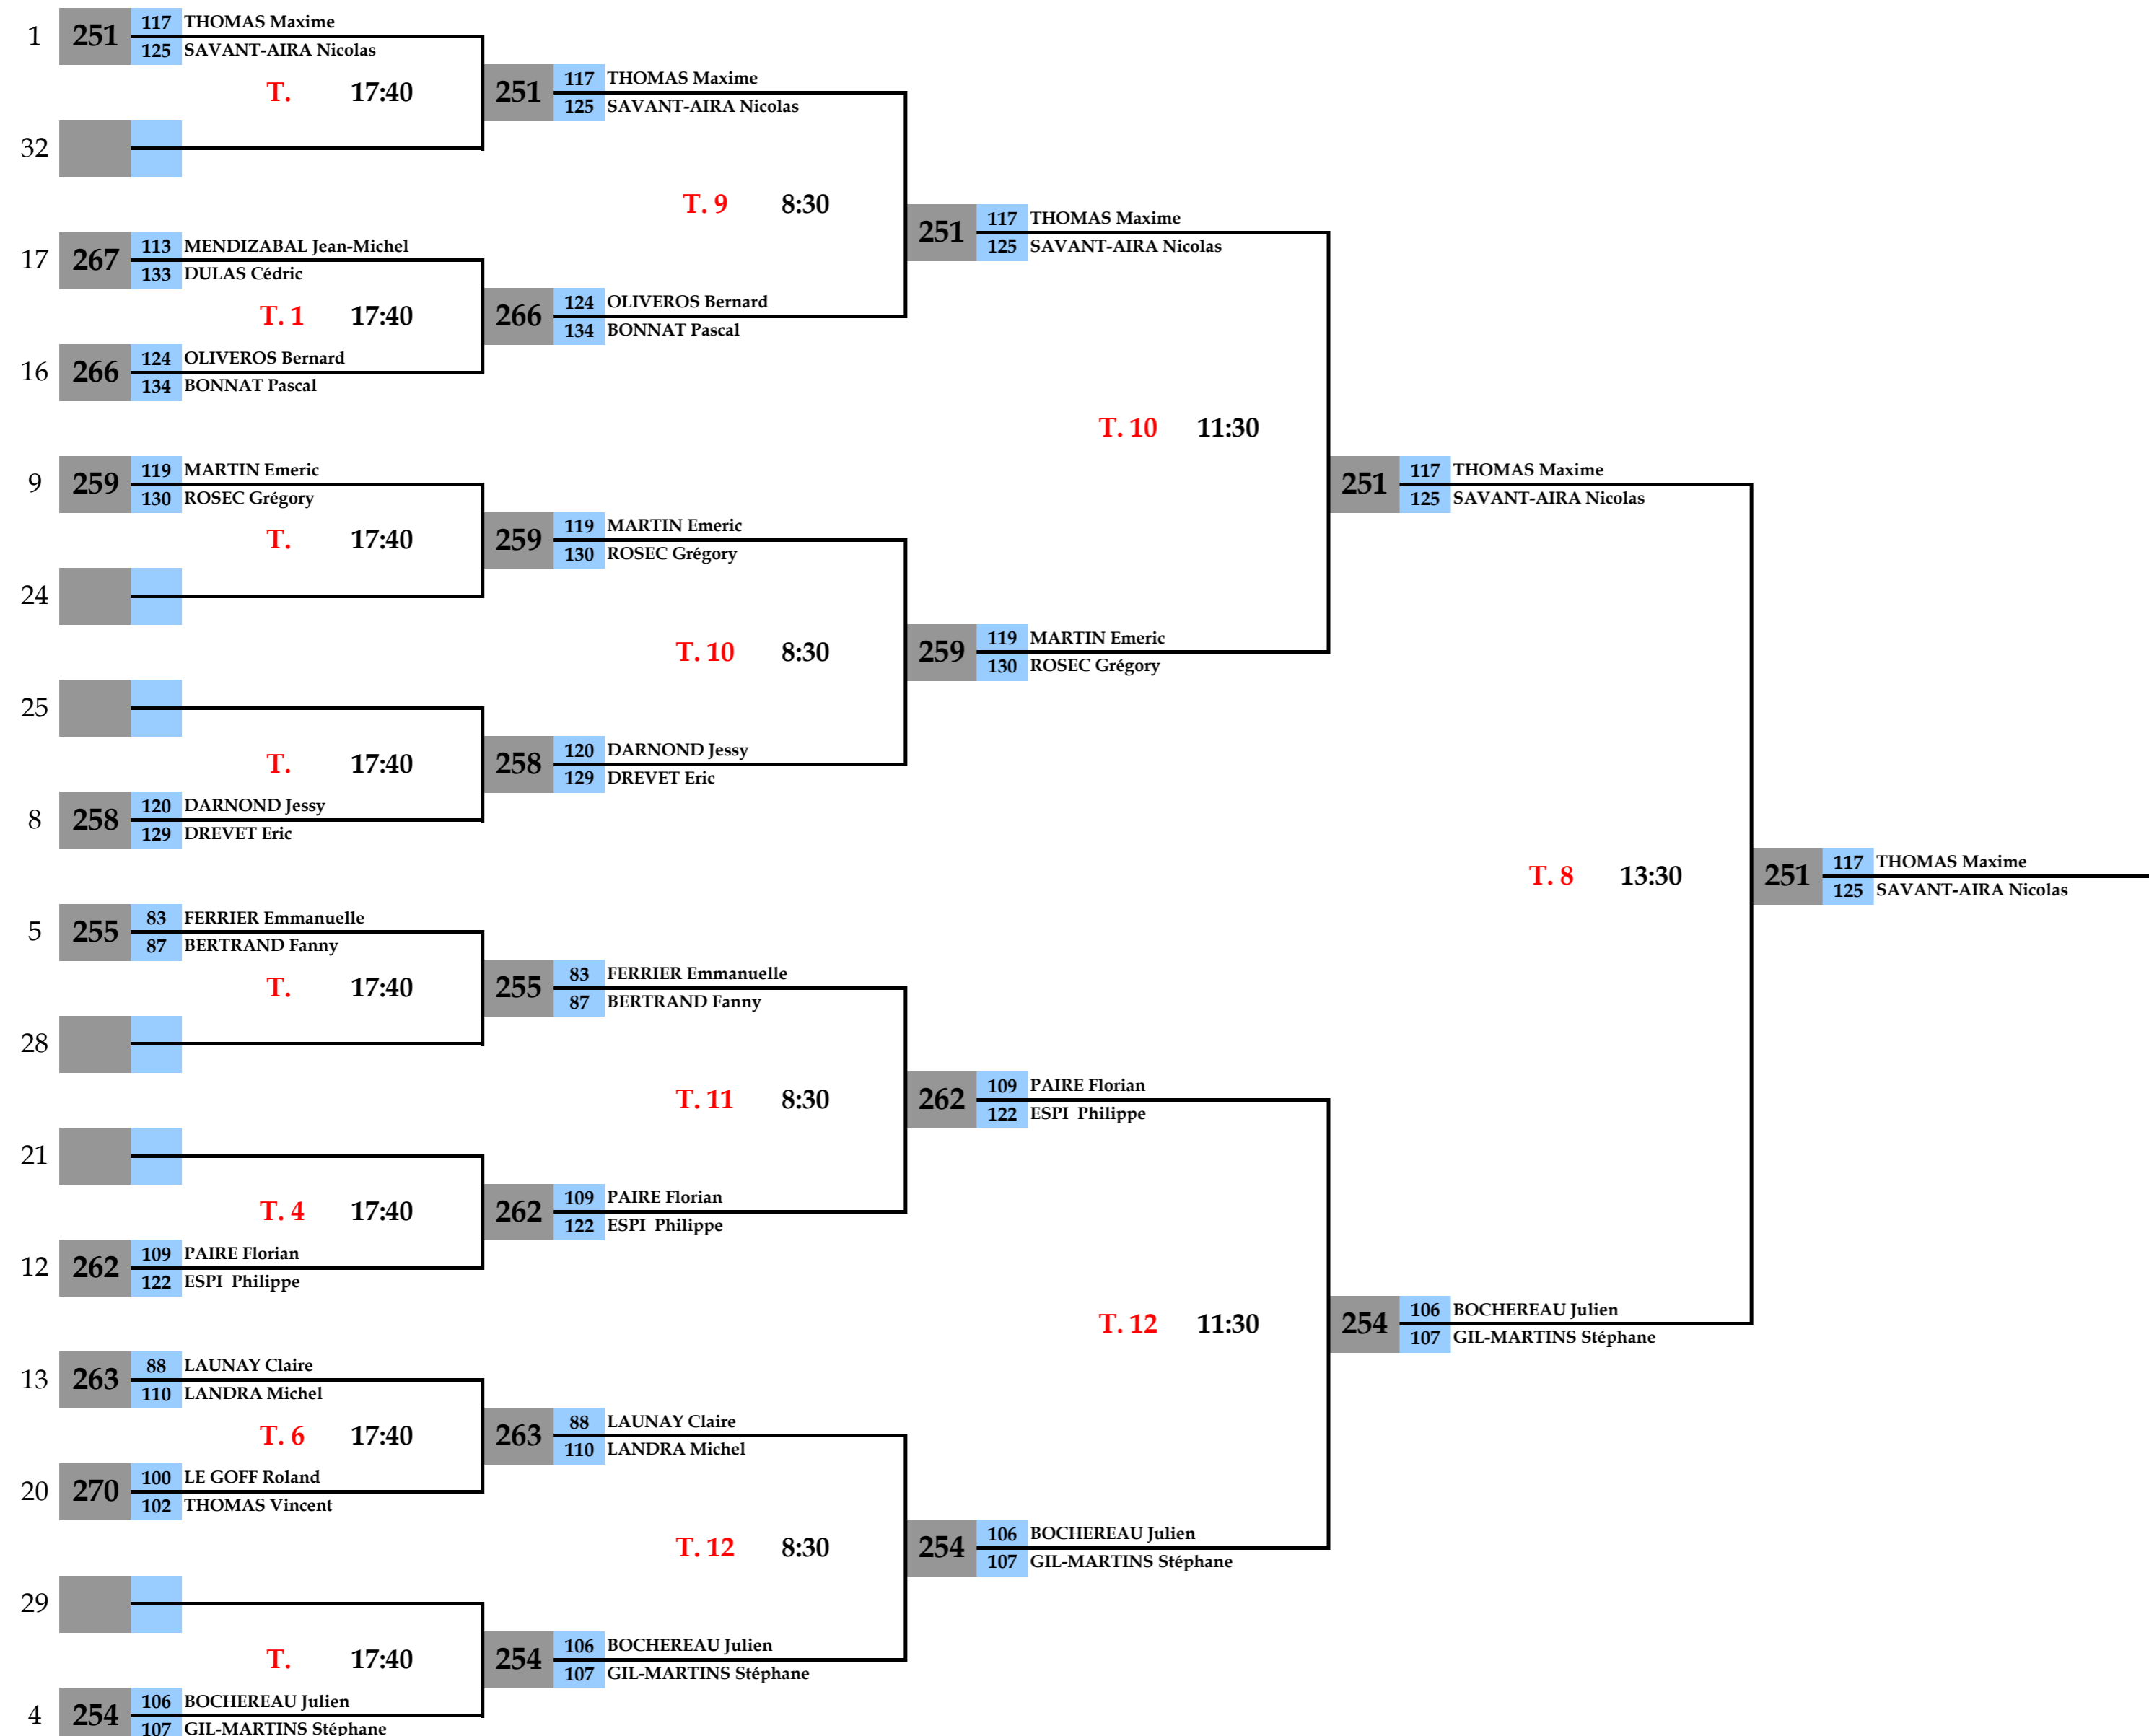 1 251 117 THOMAS Maxime
125 SAVANT-AIRA Nicolas
T. 17:40
251 117 THOMAS Maxime
125 SAVANT-AIRA Nicolas
32
T. 9 8:30
251 117 THOMAS Maxime
125 SAVANT-AIRA Nicolas
17 267 113 MENDIZABAL Jean-Michel
133 DULAS Cédric
T. 1 17:40
266 124 OLIVEROS Bernard
134 BONNAT Pascal
16 266 124 OLIVEROS Bernard
134 BONNAT Pascal
T. 10 11:30
251 117 THOMAS Maxime
125 SAVANT-AIRA Nicolas
9 259 119 MARTIN Emeric
130 ROSEC Grégory
T. 17:40
259 119 MARTIN Emeric
130 ROSEC Grégory
24
T. 10 8:30
259 119 MARTIN Emeric
130 ROSEC Grégory
25
T. 17:40
258 120 DARNOND Jessy
129 DREVET Eric
8 258 120 DARNOND Jessy
129 DREVET Eric
T. 8 13:30
251 117 THOMAS Maxime
125 SAVANT-AIRA Nicolas
5 255 83 FERRIER Emmanuelle
87 BERTRAND Fanny
T. 17:40
255 83 FERRIER Emmanuelle
87 BERTRAND Fanny
28
T. 11 8:30
262 109 PAIRE Florian
122 ESPI Philippe
21
T. 4 17:40
262 109 PAIRE Florian
122 ESPI Philippe
12 262 109 PAIRE Florian
122 ESPI Philippe
T. 12 11:30
254 106 BOCHEREAU Julien
107 GIL-MARTINS Stéphane
13 263 88 LAUNAY Claire
110 LANDRA Michel
T. 6 17:40
263 88 LAUNAY Claire
110 LANDRA Michel
20 270 100 LE GOFF Roland
102 THOMAS Vincent
T. 12 8:30
254 106 BOCHEREAU Julien
107 GIL-MARTINS Stéphane
29
T. 17:40
254 106 BOCHEREAU Julien
107 GIL-MARTINS Stéphane
4 254 106 BOCHEREAU Julien
107 GIL-MARTINS Stéphane